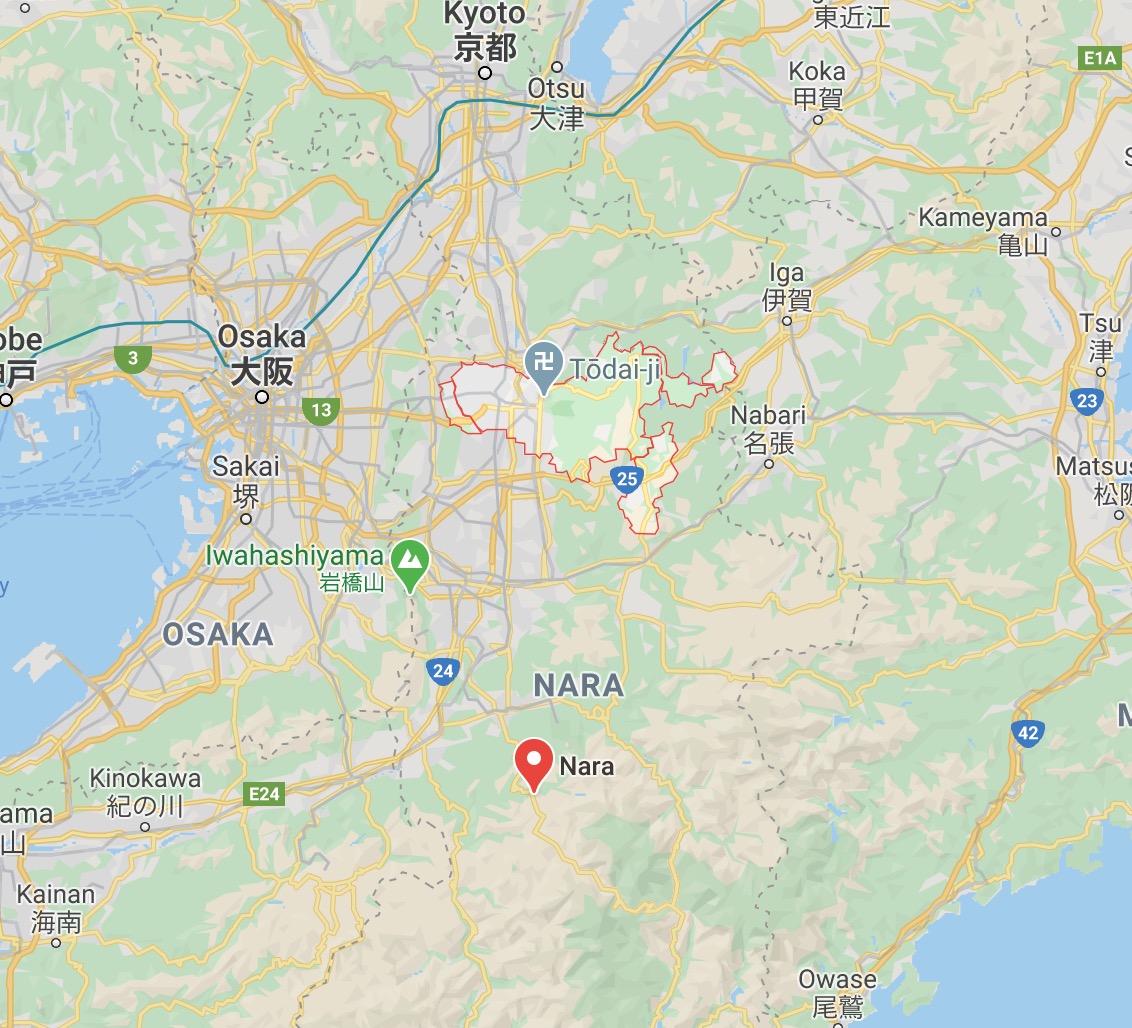 Kyoto
京都
東近江
E1A
Koka
甲賀
Otsu
大津
Kameyama
亀山
Iga
伊賀
Tsu
津
obe
Osaka
大阪
3
Tōdai-ji
卍
13
23
Nabari
名張
Sakai
堺
25
Matsus
松阪
Iwahashiyama
岩橋山
OSAKA
24
NARA
42
Nara
Kinokawa
紀の川
E24
ama
山
Kainan
海南
Owase
尾鷲